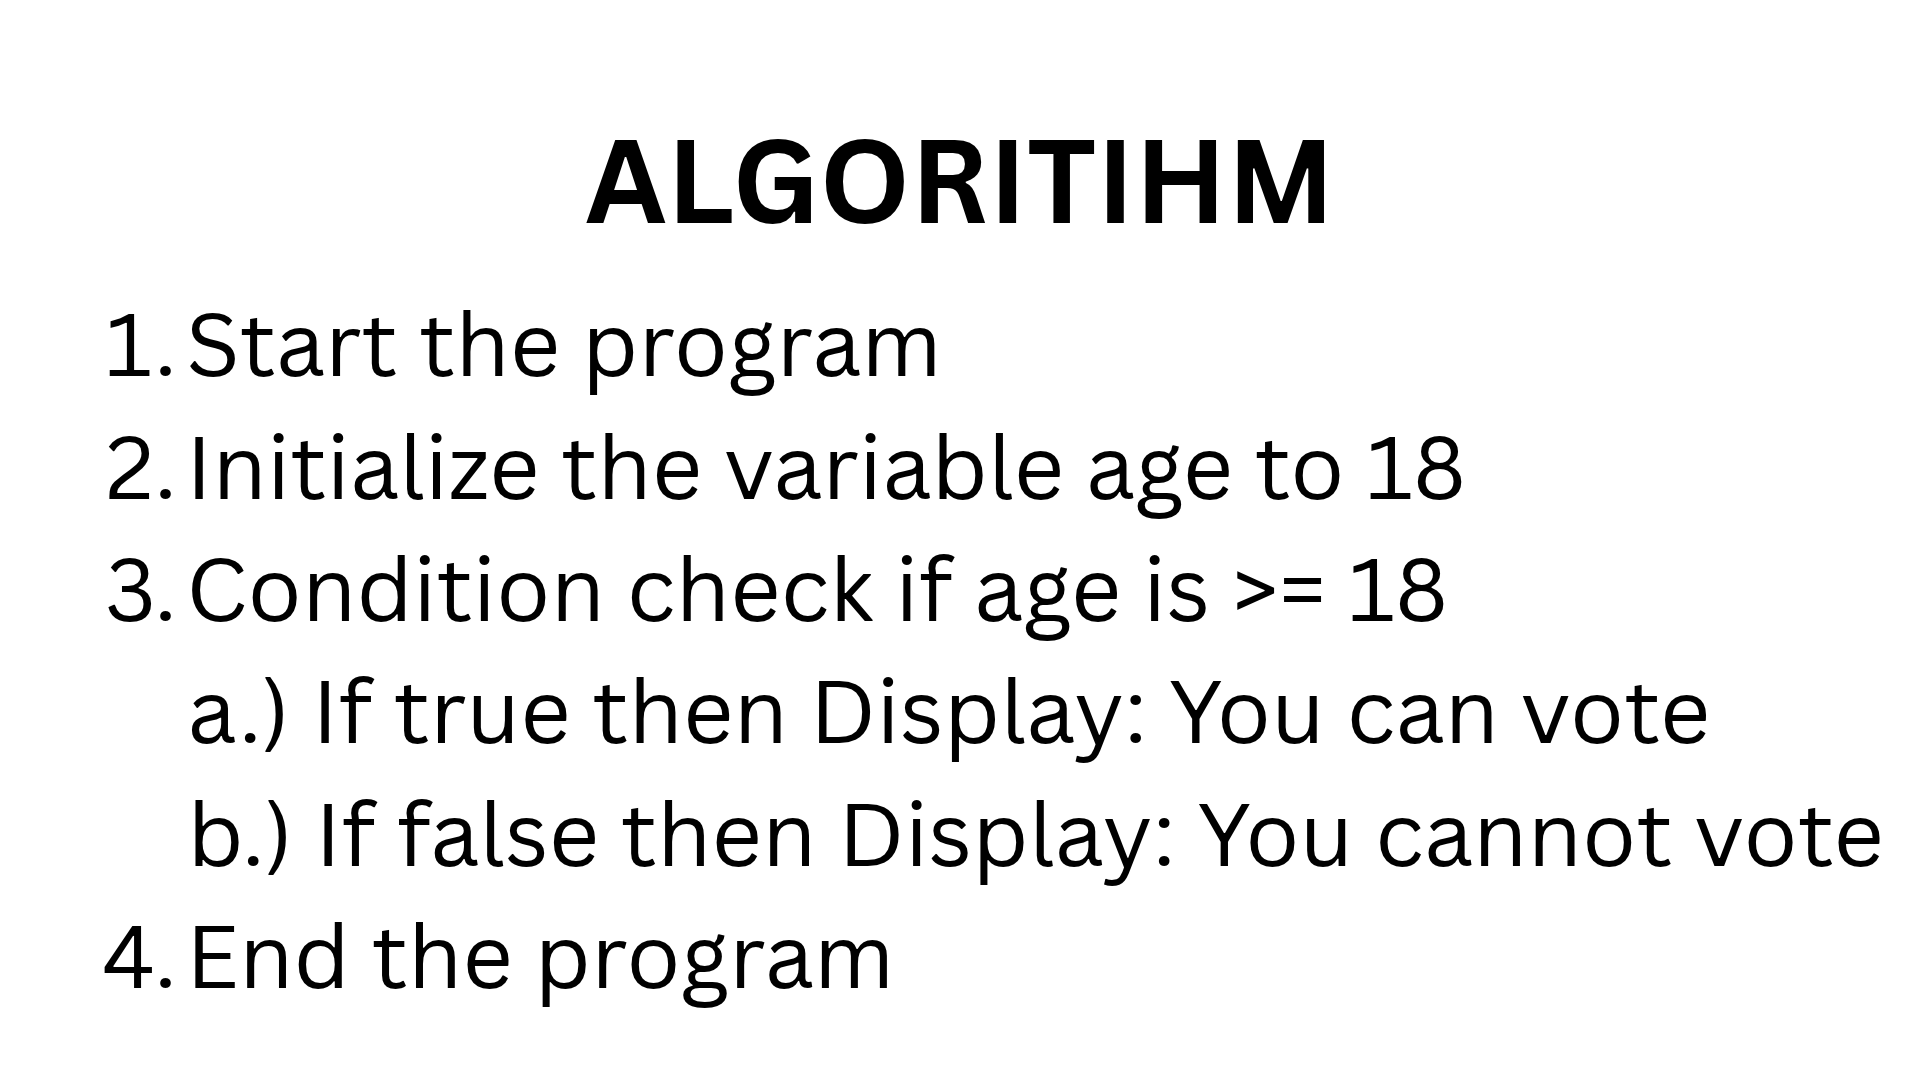 ALGORITIHM
1. Start the program
2. Initialize the variable age to 18
3. Condition check if age is >= 18
a.) If true then Display: You can vote
b.) If false then Display: You cannot vote
4. End the program